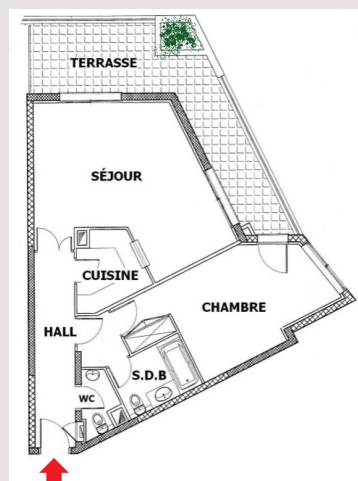 TERRASSE
SÉJOUR
CUISINE
CHAMBRE
HALL
S.D.B
WC